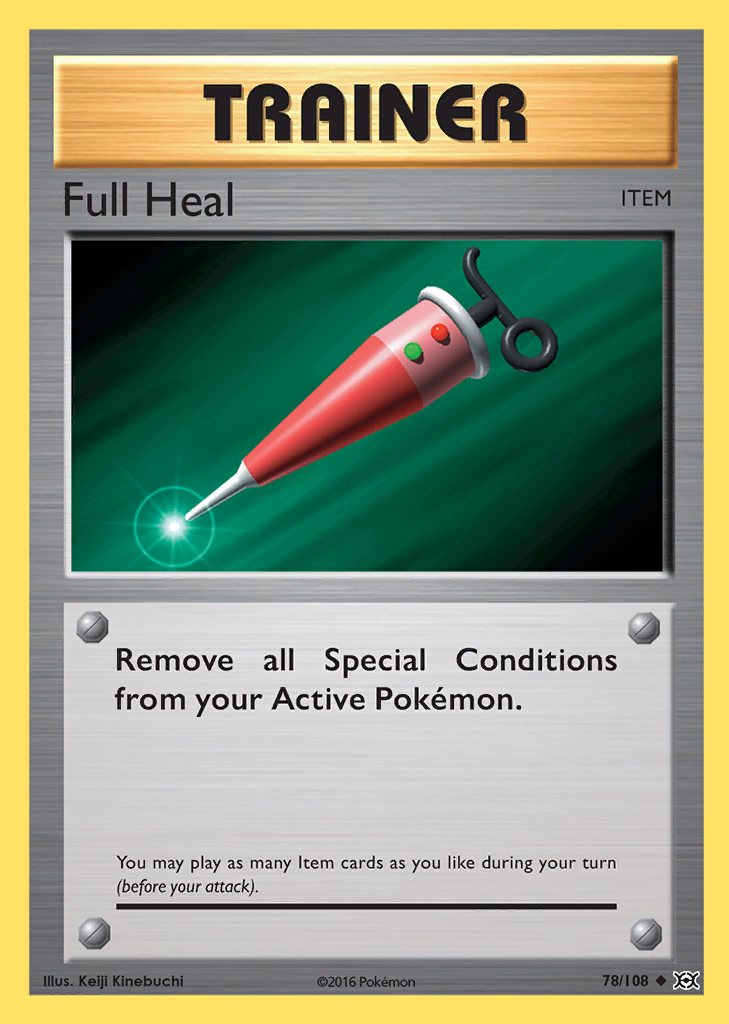 TRAINER
Full Heal
ITEM
Remove all Special Conditions
from your Active Pokémon.
You may play as many Item cards as you like during your turn
(before your attack).
Illus. Keiji Kinebuchi
©2016 Pokémon
78/108